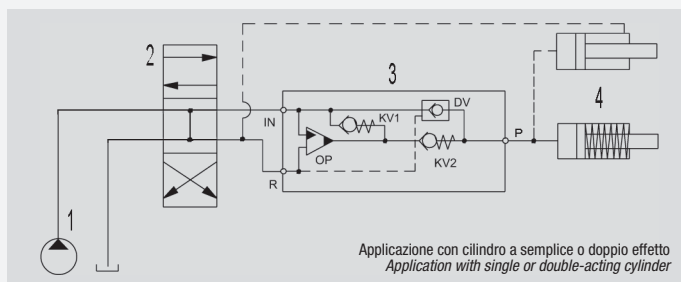 2
3
IN
DV
KV1
P
4
OP
KV2
R
1
Applicazione con cilindro a semplice o doppio effetto
Application with single or double-acting cylinder